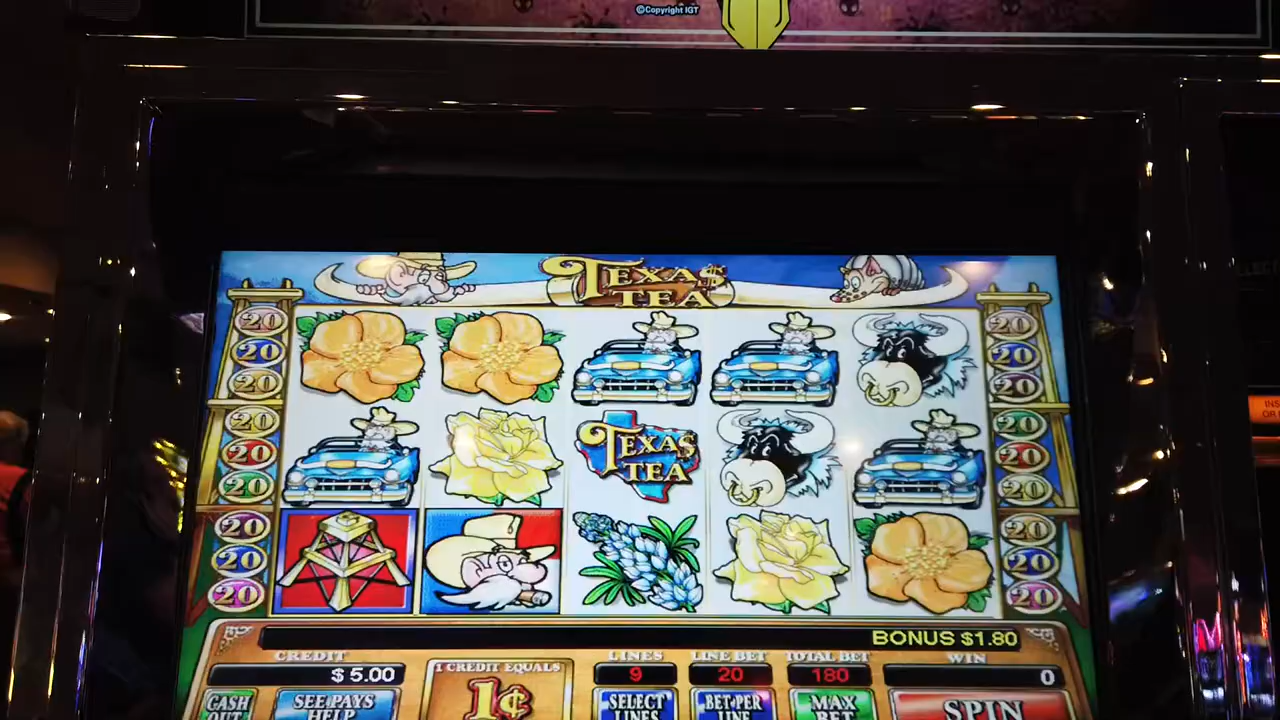 ©Copyright IGT
TEXA$
TEA
20 20
20 20
20 20
20 20
20 TEXAS 20
20 TEA 20
20 20
20 20
20 20
BONUS $1.80
CREDIT LINES LINE BET TOTAL BET WIN
$5.00 1 CREDIT EQUALS 9 20 180 0
CASH OUT SEE PAYS HELP 1¢ SELECT LINES BET PER LINE MAX BET SPIN